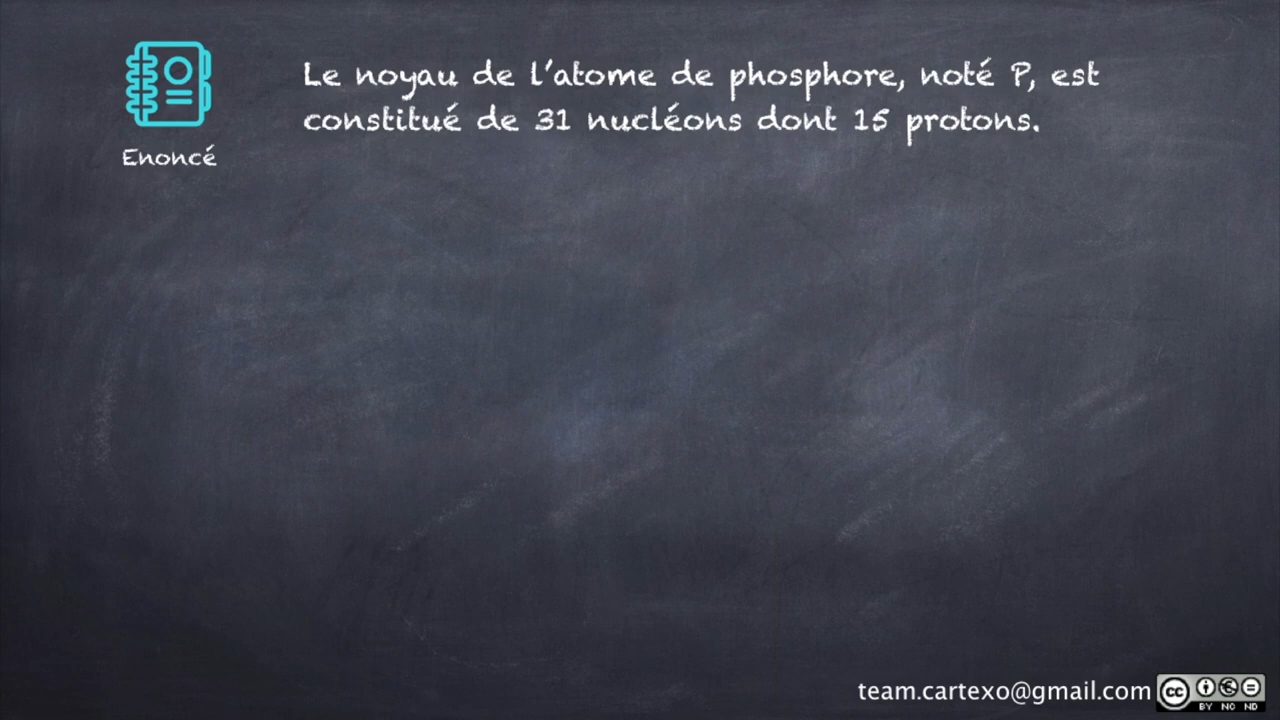 Le noyau de l'atome de phosphore, noté P, est
constitué de 31 nucléons dont 15 protons.
Enoncé
team.cartexo@gmail.com
cc
BY NC ND